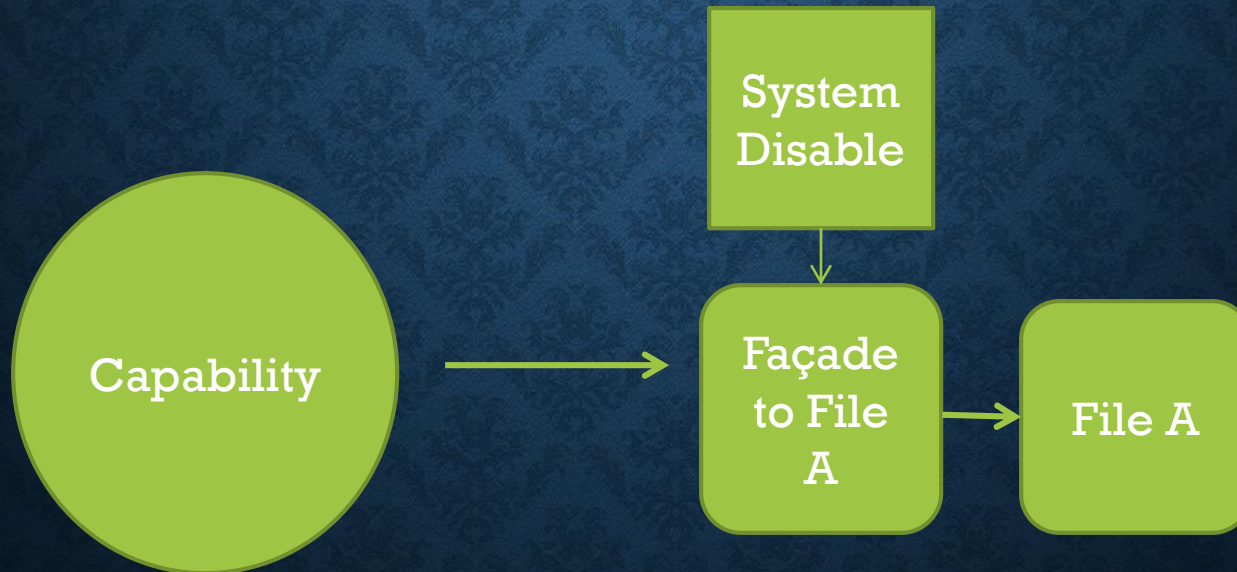 System
Disable
Capability
Façade
to File
A
File A